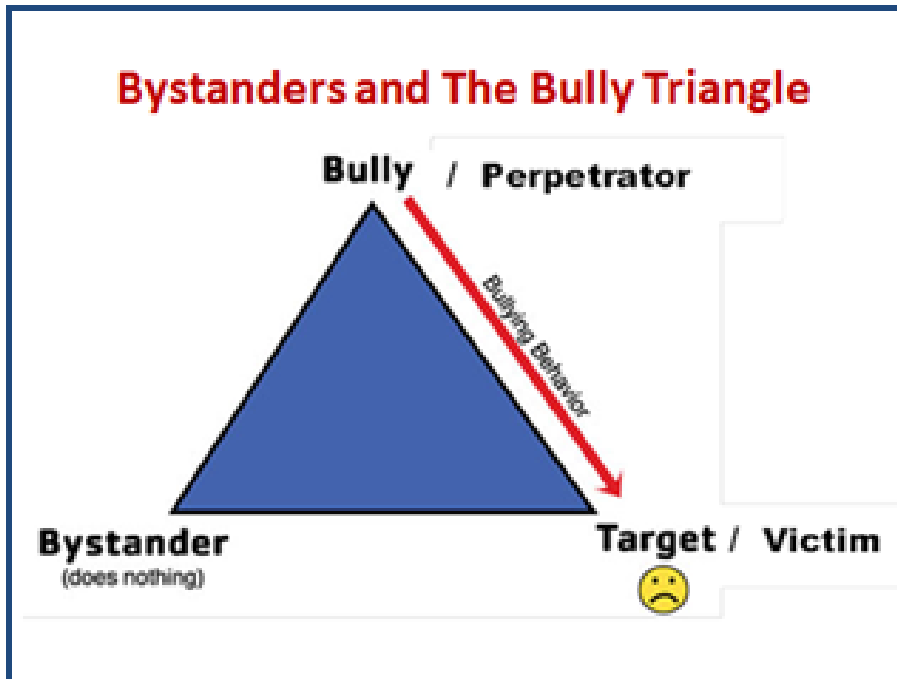 Bystanders and The Bully Triangle
Bully / Perpetrator
Bullying Behavior
Bystander
(does nothing)
Target / Victim